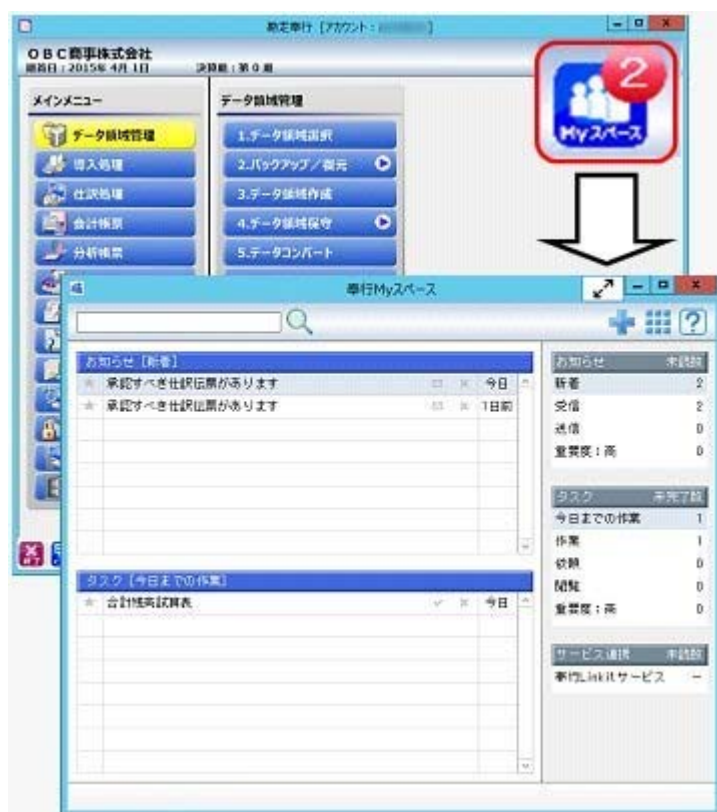 勘定奉行 [アカウント: ]
OBC商事株式会社
開始日：2015年 4月 1日 決算期：第 0 期
2
Myスペース
メインメニュー
データ領域管理
データ領域管理
導入処理
仕訳処理
会計帳票
分析帳票
1.データ領域選択
2.バックアップ／復元
3.データ領域作成
4.データ領域保守
5.データコンバート
終了
奉行Myスペース
お知らせ [新着]
承認すべき仕訳伝票があります 今日
承認すべき仕訳伝票があります 1日前
タスク [今日までの作業]
合計残高試算表 今日
お知らせ 未読数
新着 2
受信 2
送信 0
重要度：高 0
タスク 未完了数
今日までの作業 1
作業 1
依頼 0
閲覧 0
重要度：高 0
サービス連携 未読数
奉行Linkitサービス －